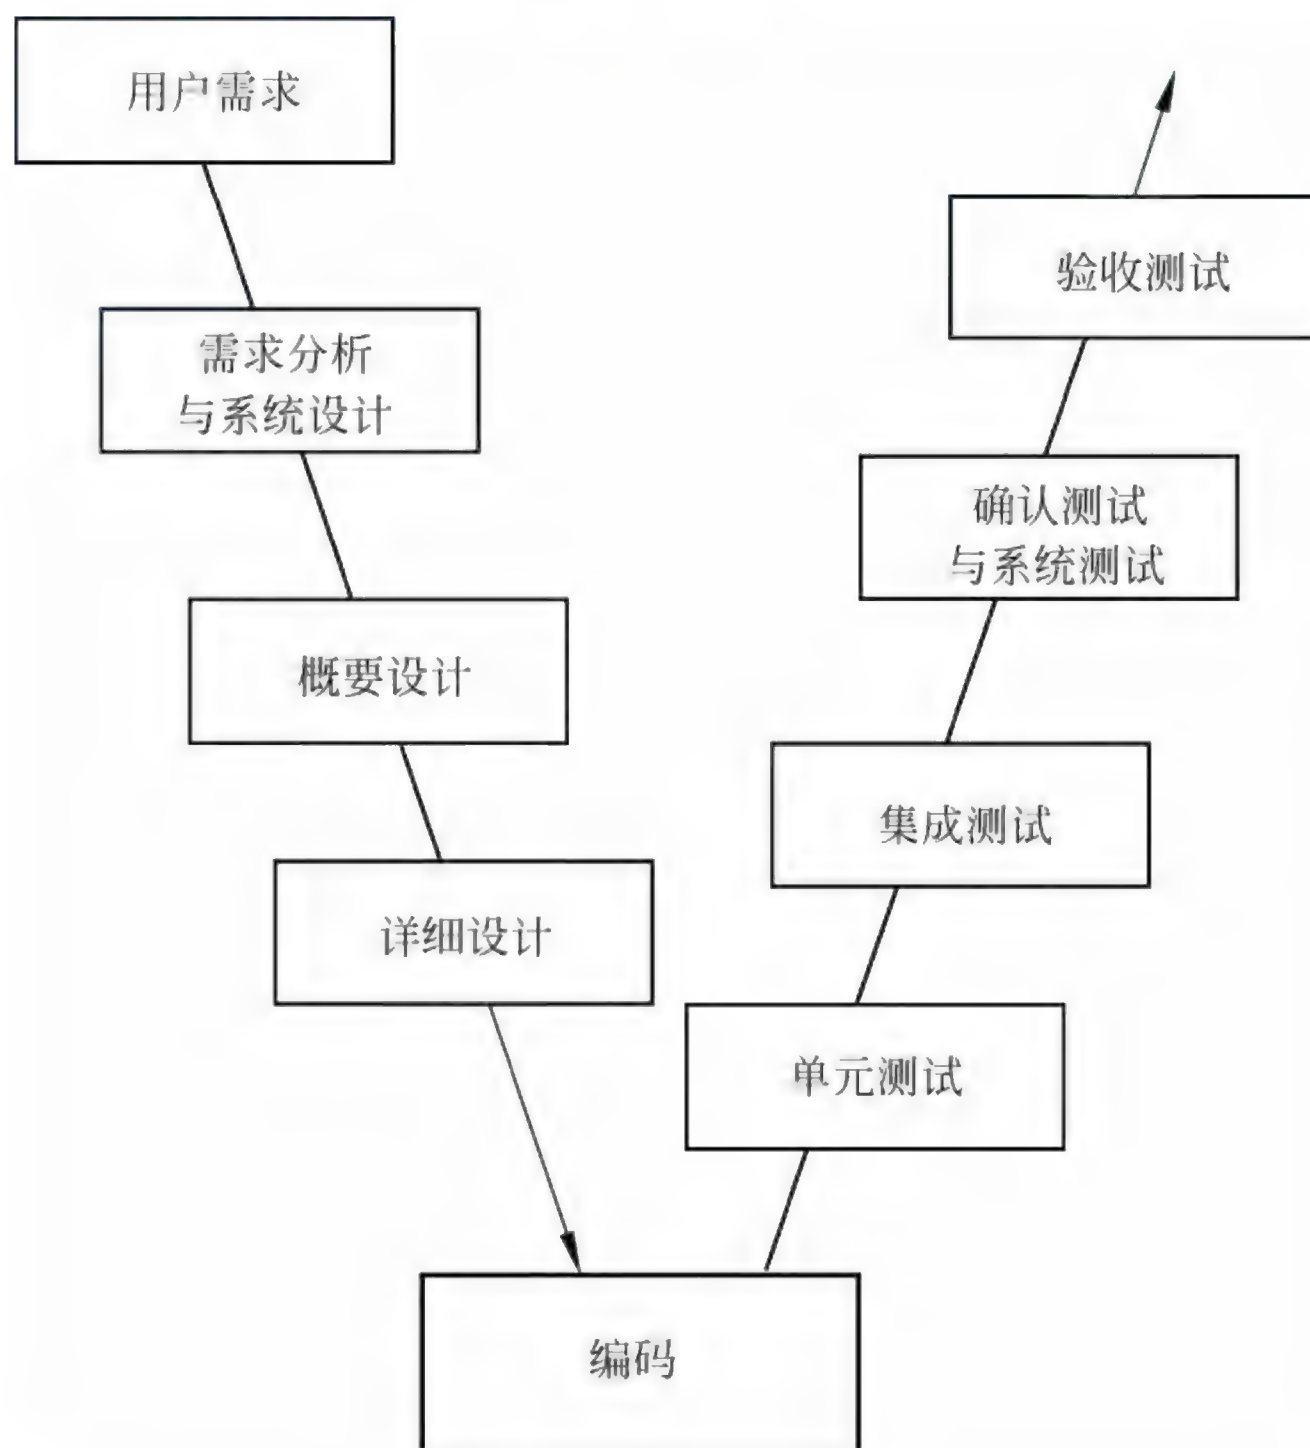 用户需求
需求分析
与系统设计
概要设计
详细设计
编码
单元测试
集成测试
确认测试
与系统测试
验收测试